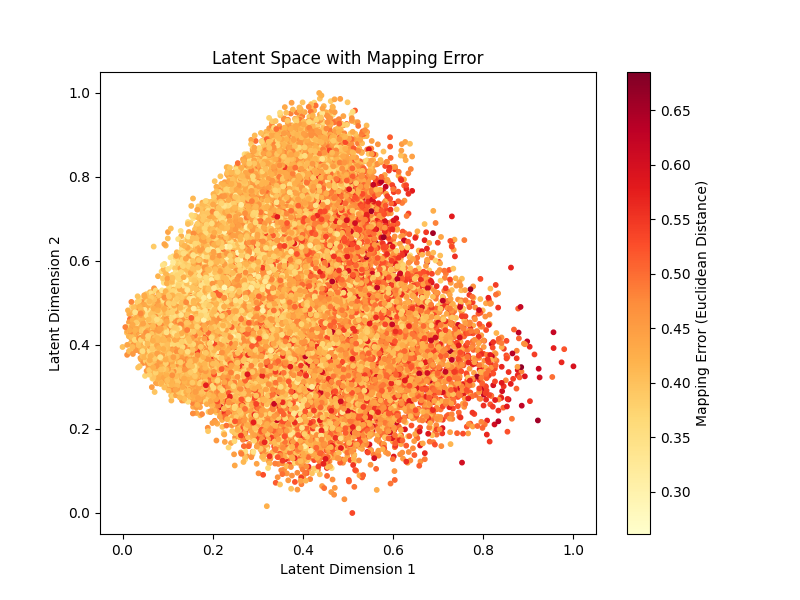 Latent Space with Mapping Error
1.0
0.8
0.6
0.4
0.2
0.0
Latent Dimension 2
0.0 0.2 0.4 0.6 0.8 1.0
Latent Dimension 1
0.65
0.60
0.55
0.50
0.45
0.40
0.35
0.30
Mapping Error (Euclidean Distance)